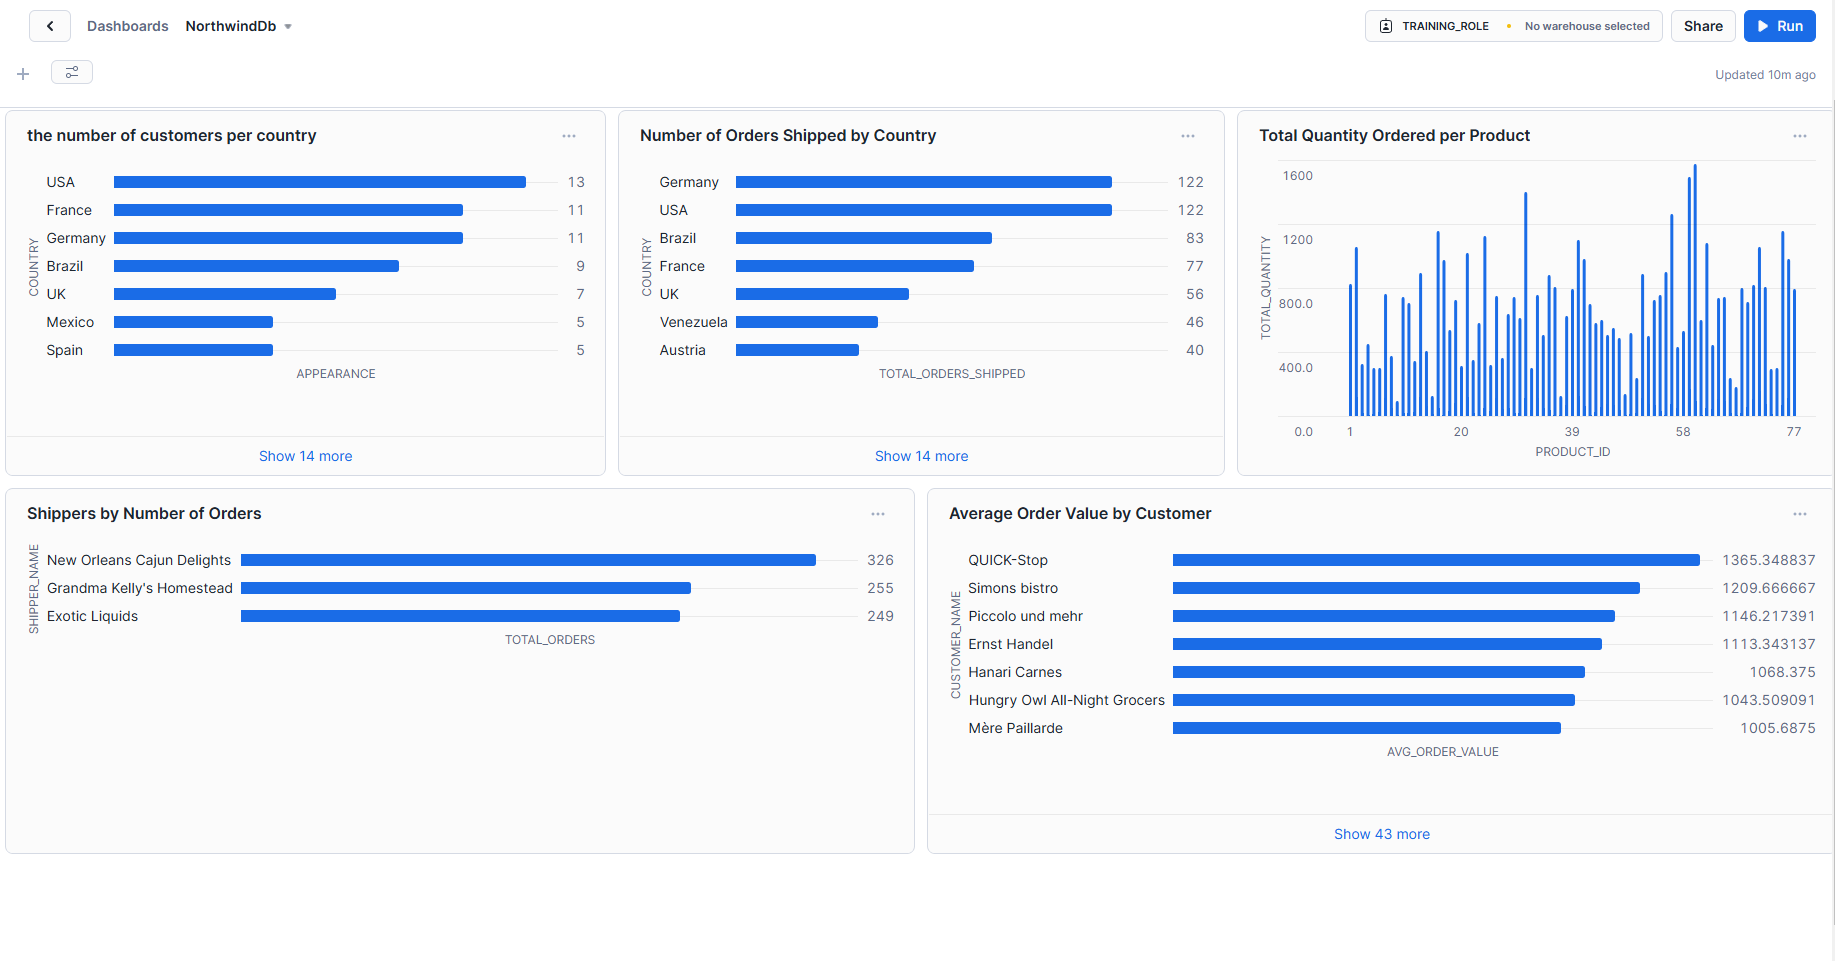 Dashboards NorthwindDb
TRAINING_ROLE • No warehouse selected
Share
Run
Updated 10m ago
the number of customers per country
COUNTRY
USA 13
France 11
Germany 11
Brazil 9
UK 7
Mexico 5
Spain 5
APPEARANCE
Show 14 more
Number of Orders Shipped by Country
COUNTRY
Germany 122
USA 122
Brazil 83
France 77
UK 56
Venezuela 46
Austria 40
TOTAL_ORDERS_SHIPPED
Show 14 more
Total Quantity Ordered per Product
TOTAL_QUANTITY
1600
1200
800.0
400.0
0.0
1 20 39 58 77
PRODUCT_ID
Shippers by Number of Orders
SHIPPER_NAME
New Orleans Cajun Delights 326
Grandma Kelly's Homestead 255
Exotic Liquids 249
TOTAL_ORDERS
Average Order Value by Customer
CUSTOMER_NAME
QUICK-Stop 1365.348837
Simons bistro 1209.666667
Piccolo und mehr 1146.217391
Ernst Handel 1113.343137
Hanari Carnes 1068.375
Hungry Owl All-Night Grocers 1043.509091
Mère Paillarde 1005.6875
AVG_ORDER_VALUE
Show 43 more